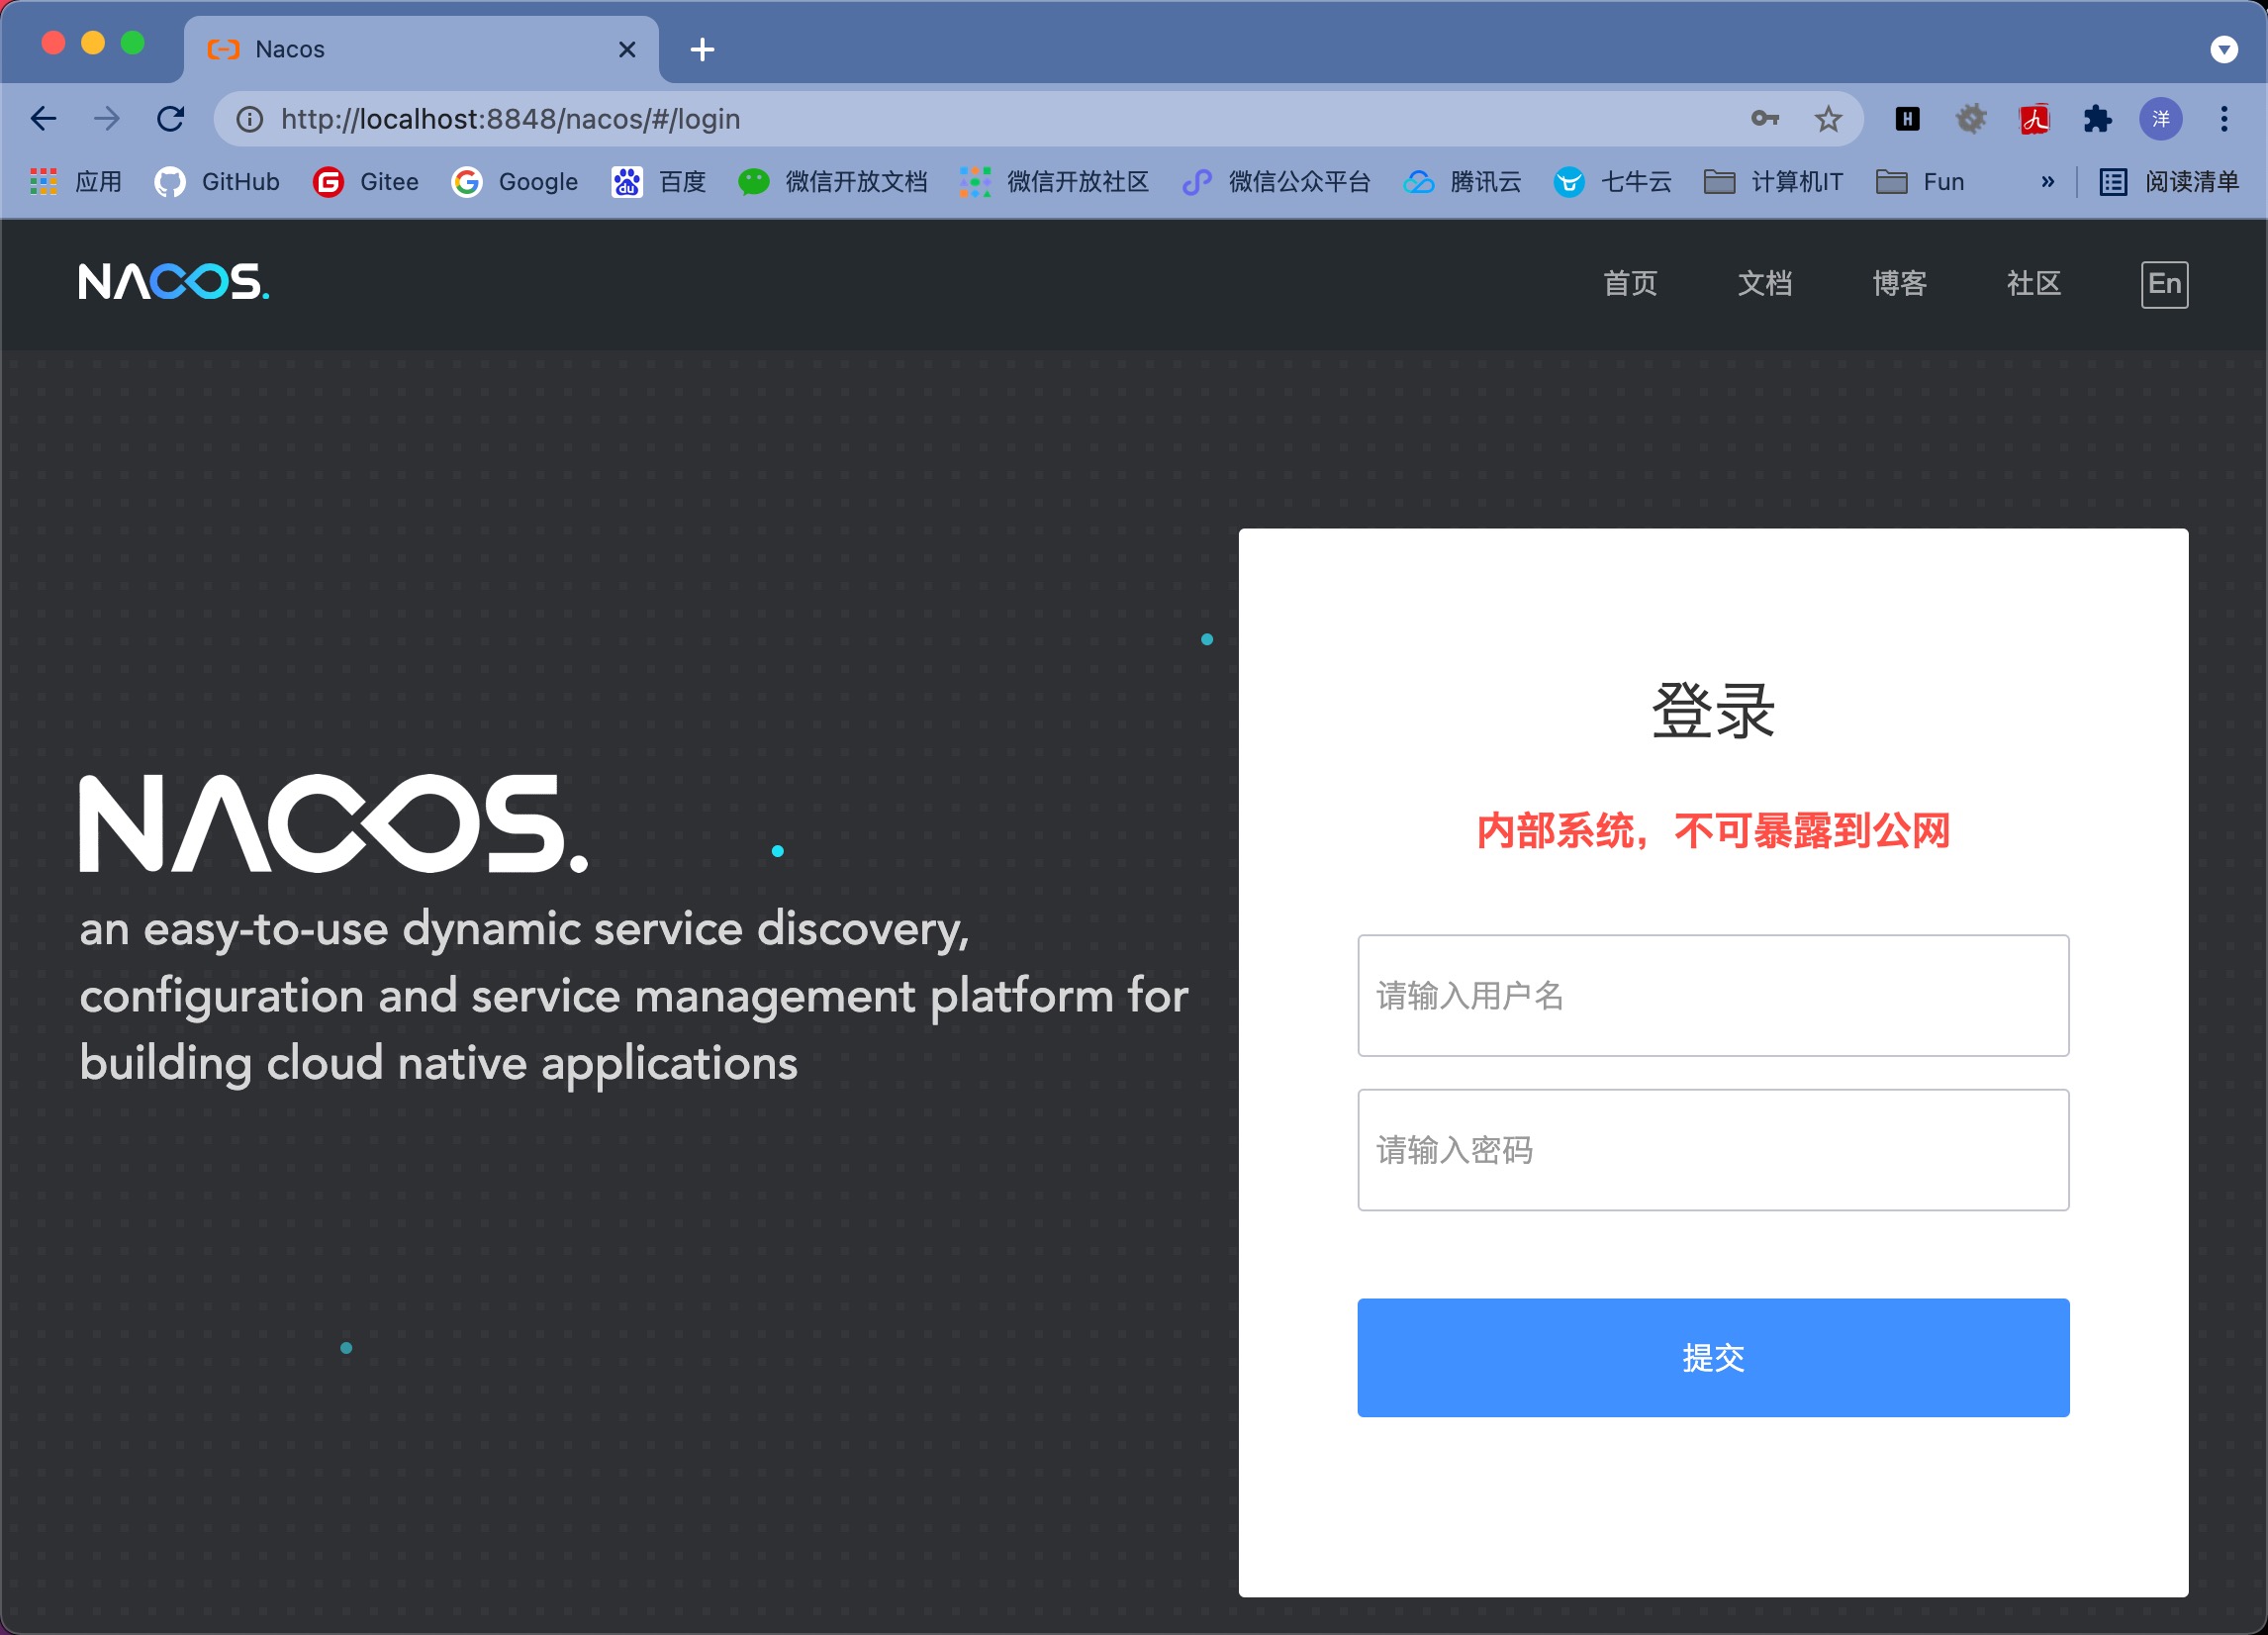 Nacos
http://localhost:8848/nacos/#/login
洋
应用 GitHub Gitee Google 百度 微信开放文档 微信开放社区 微信公众平台 腾讯云 七牛云 计算机IT Fun » 阅读清单
NACOS. 首页 文档 博客 社区 En
NACOS.
an easy-to-use dynamic service discovery,
configuration and service management platform for
building cloud native applications
登录
内部系统，不可暴露到公网
请输入用户名
请输入密码
提交